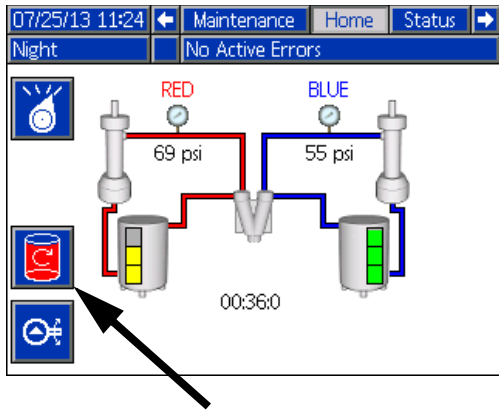 07/25/13 11:24 Maintenance Home Status
Night No Active Errors
RED BLUE
69 psi 55 psi
00:36:0